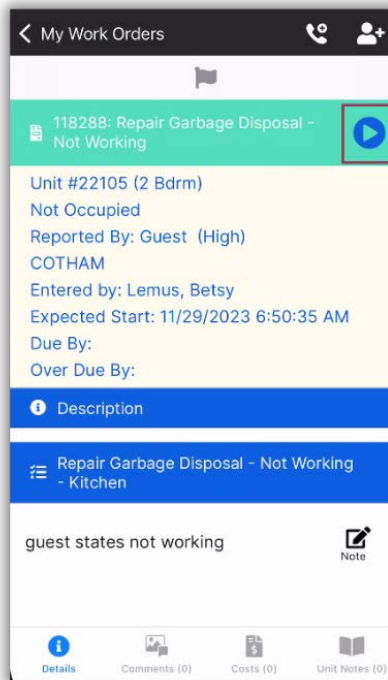 My Work Orders
118288: Repair Garbage Disposal -
Not Working
Unit #22105 (2 Bdrm)
Not Occupied
Reported By: Guest (High)
COTHAM
Entered by: Lemus, Betsy
Expected Start: 11/29/2023 6:50:35 AM
Due By:
Over Due By:
Description
Repair Garbage Disposal - Not Working
- Kitchen
guest states not working
Note
Details
Comments (0)
Costs (0)
Unit Notes (0)